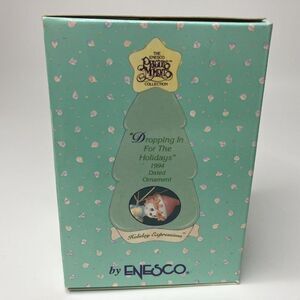 THE
ENESCO
PRECIOUS
MOMENTS
COLLECTION
"Dropping In
For The
Holidays"
1994
Dated
Ornament
Holiday Expressions
by ENESCO®